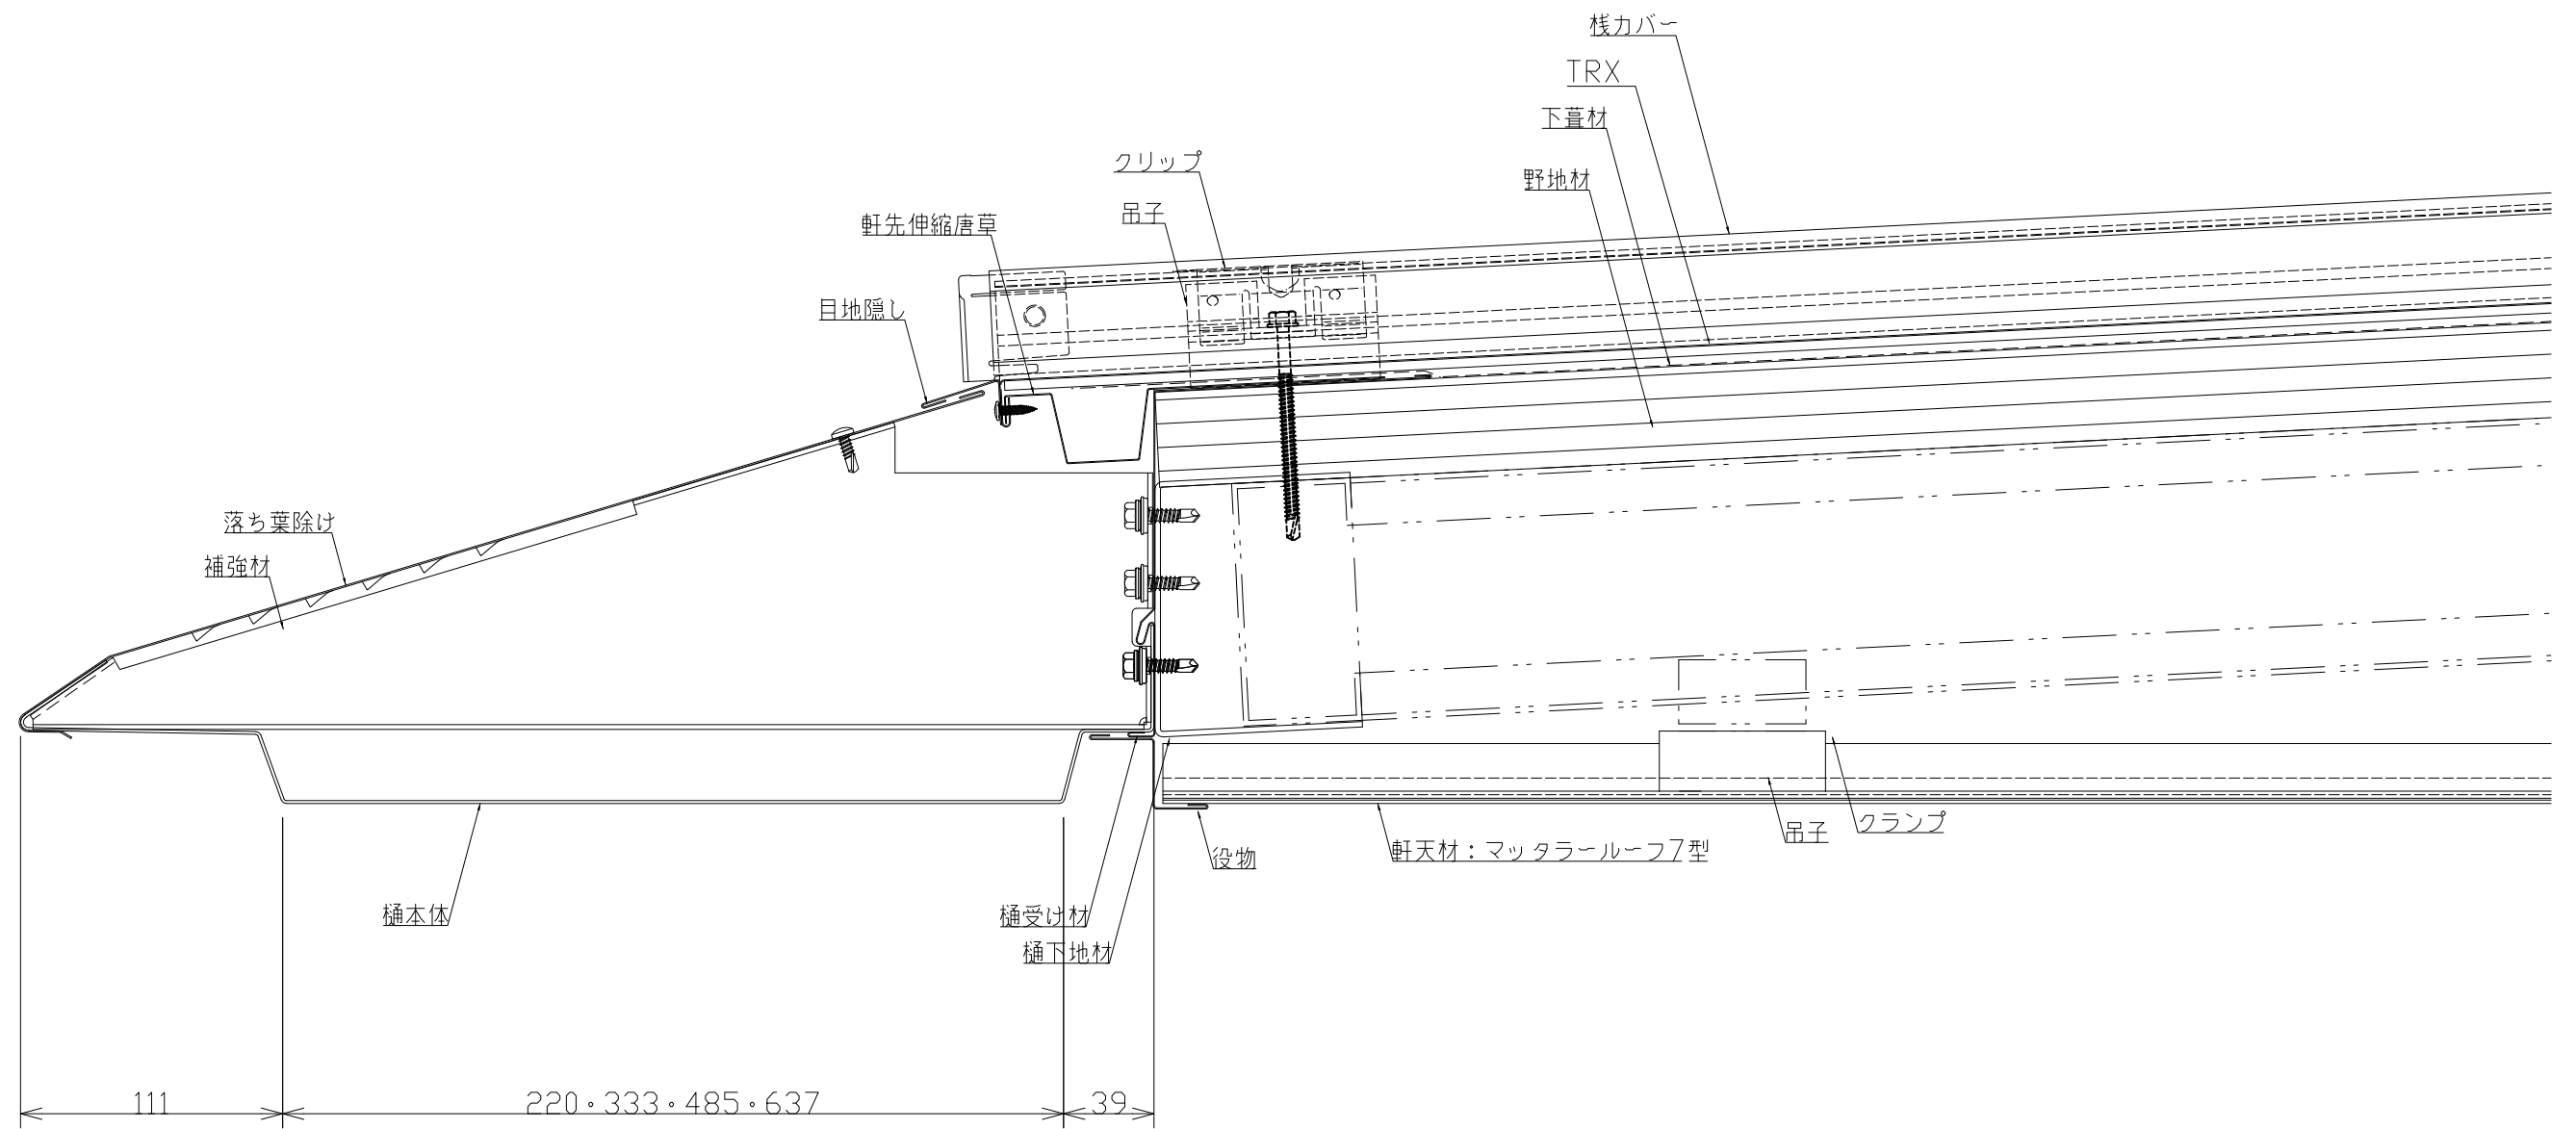 桟カバー
TRX
下葺材
クリップ
野地材
吊子
軒先伸縮唐草
目地隠し
落ち葉除け
補強材
吊子
クランプ
軒天材：マッタラールーフ7型
役物
樋本体
樋受け材
樋下地材
111
220・333・485・637
39